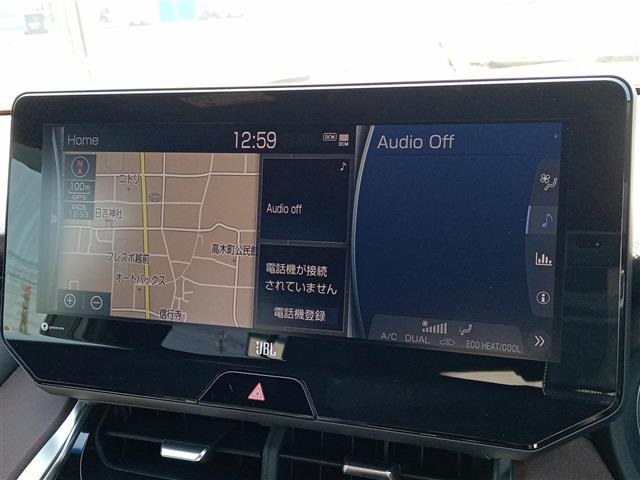 Home
12:59
DCM
DCM
Audio Off
N
100m
GPS
VICS
12:53
ニトリ
日吉神社
高木町公民館
フレスポ越前
オートバックス
信行寺
Audio off
電話機が接続
されていません
電話機登録
A/C DUAL
ECO HEAT/COOL
JBL